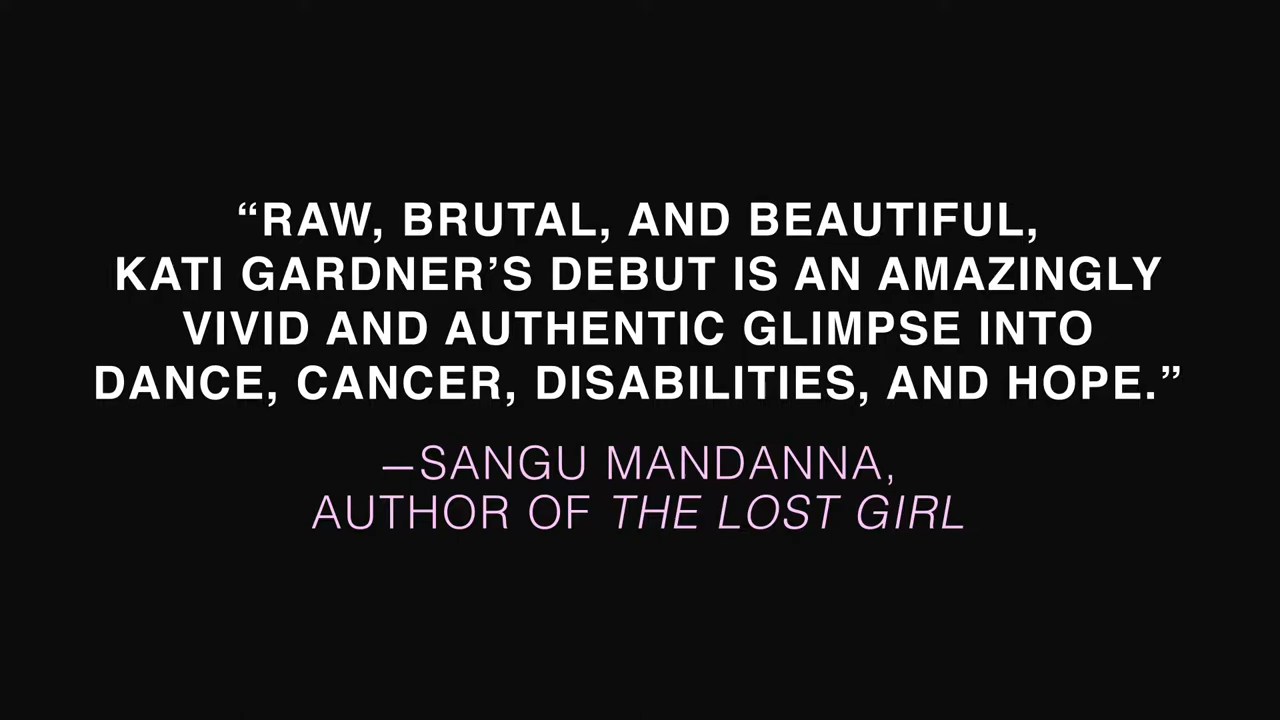 “RAW, BRUTAL, AND BEAUTIFUL,
KATI GARDNER’S DEBUT IS AN AMAZINGLY
VIVID AND AUTHENTIC GLIMPSE INTO
DANCE, CANCER, DISABILITIES, AND HOPE.”
—SANGU MANDANNA,
AUTHOR OF THE LOST GIRL